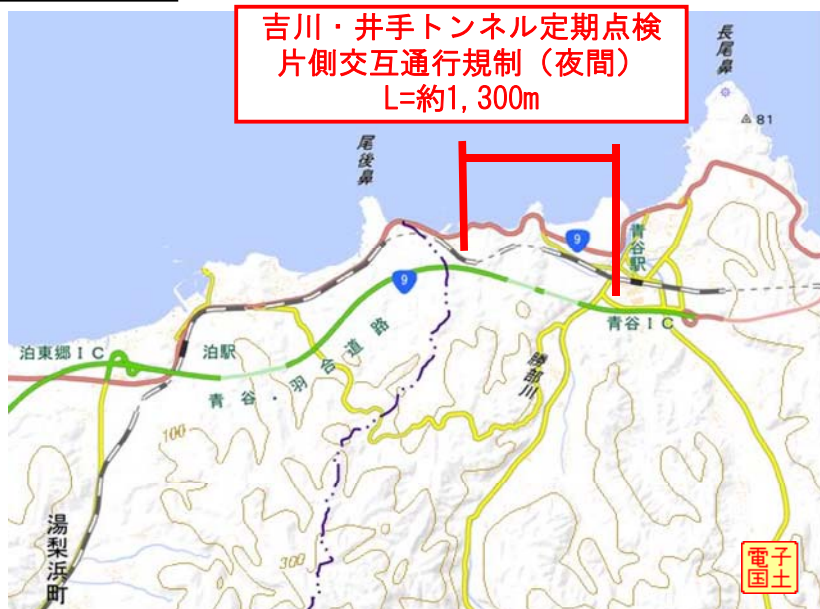 吉川・井手トンネル定期点検
片側交互通行規制（夜間）
L=約1,300m
長尾鼻
81
尾後鼻
9
青谷駅
9
泊東郷IC
泊駅
青谷・羽合道路
青谷IC
勝部川
100
300
湯梨浜町
電子
国土